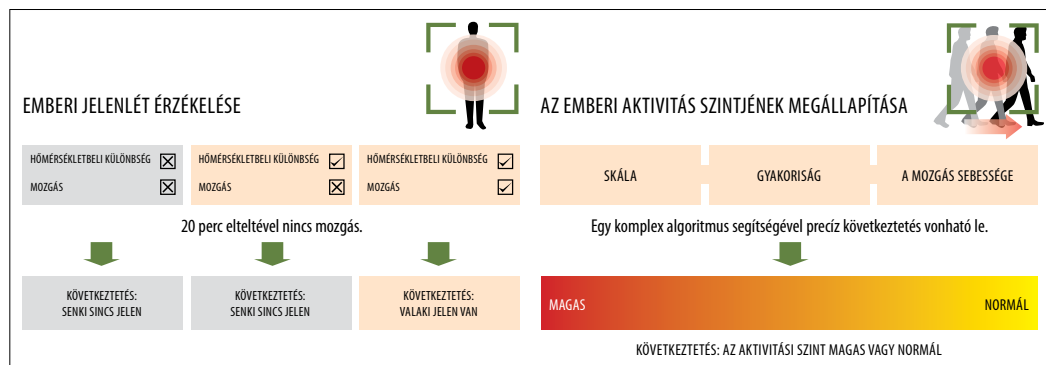 EMBERI JELENLÉT ÉRZÉKELÉSE
HŐMÉRSÉKLETBELI KÜLÖNBSÉG
MOZGÁS
HŐMÉRSÉKLETBELI KÜLÖNBSÉG
MOZGÁS
HŐMÉRSÉKLETBELI KÜLÖNBSÉG
MOZGÁS
20 perc elteltével nincs mozgás.
KÖVETKEZTETÉS:
SENKI SINCS JELEN
KÖVETKEZTETÉS:
SENKI SINCS JELEN
KÖVETKEZTETÉS:
VALAKI JELEN VAN
AZ EMBERI AKTIVITÁS SZINTJÉNEK MEGÁLLAPÍTÁSA
SKÁLA
GYAKORISÁG
A MOZGÁS SEBESSÉGE
Egy komplex algoritmus segítségével precíz következtetés vonható le.
MAGAS
NORMÁL
KÖVETKEZTETÉS: AZ AKTIVITÁSI SZINT MAGAS VAGY NORMÁL